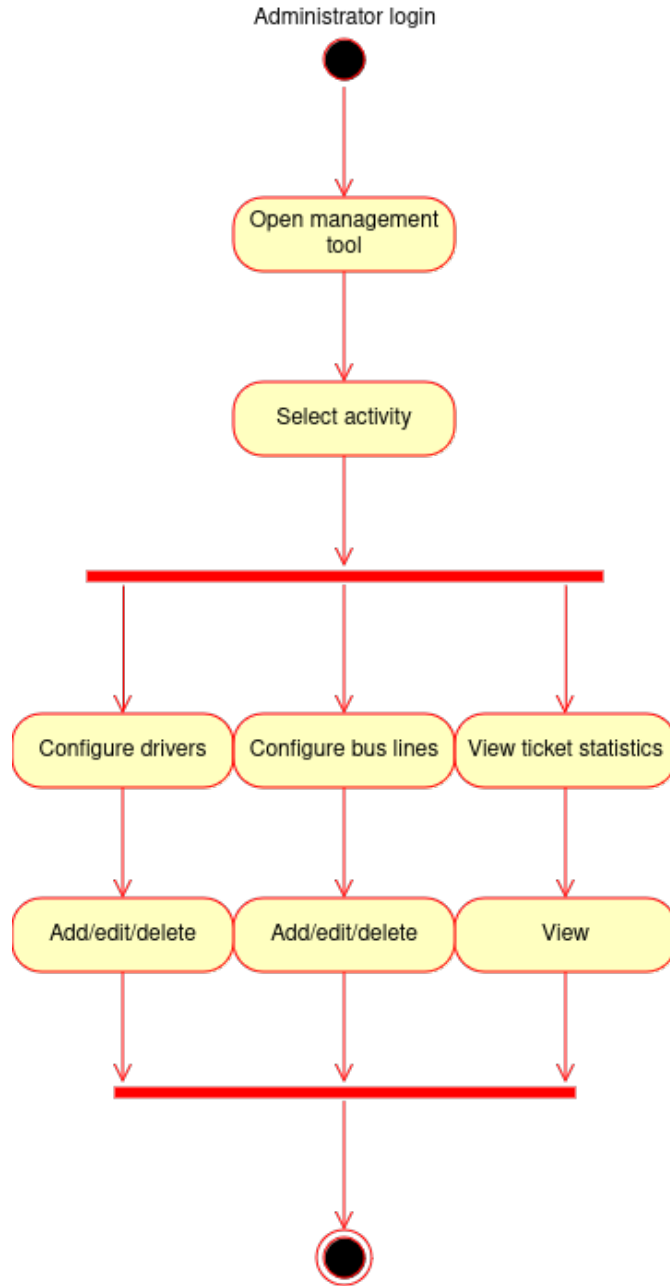 Administrator login
Open management
tool
Select activity
Configure drivers
Configure bus lines
View ticket statistics
Add/edit/delete
Add/edit/delete
View